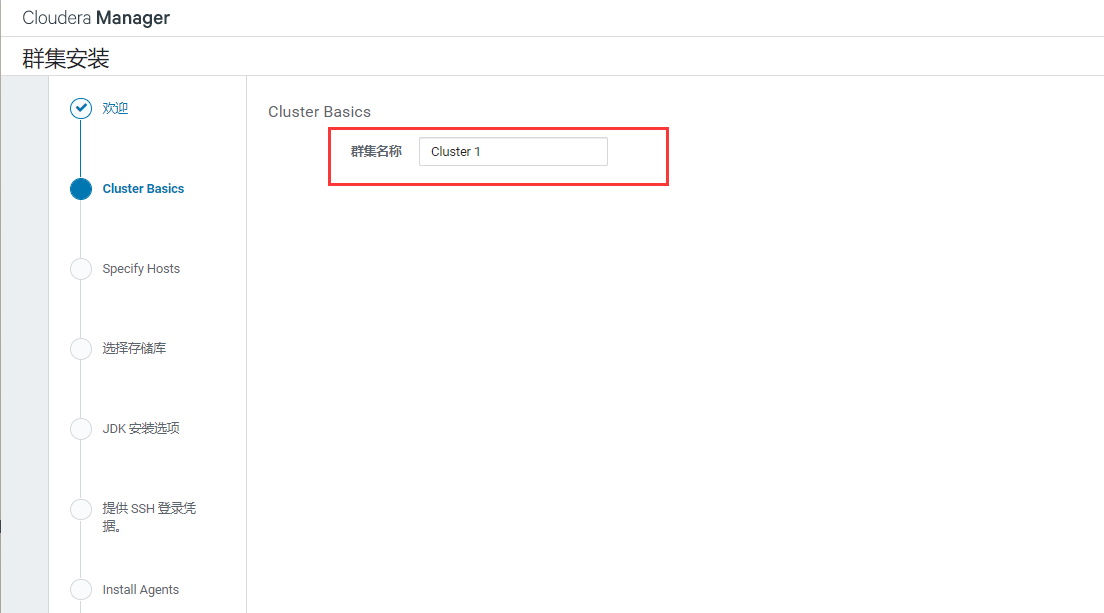 Cloudera Manager
群集安装
欢迎
Cluster Basics
Specify Hosts
选择存储库
JDK 安装选项
提供 SSH 登录凭
据。
Install Agents
Cluster Basics
群集名称 Cluster 1